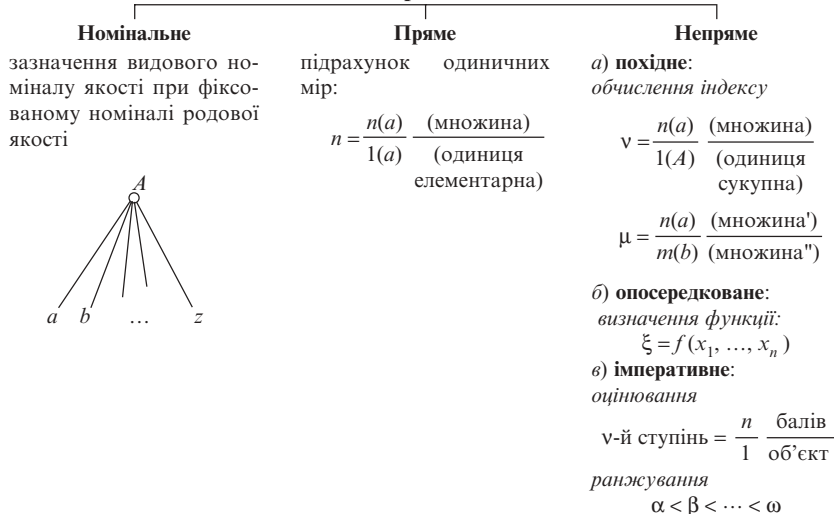 Номінальне
зазначення видового но-
міналу якості при фіксо-
ваному номіналі родової
якості
A
a b … z
Пряме
підрахунок одиничних
мір:
n = n(a)/1(a) (множина)/(одиниця
елементарна)
Непряме
а) похідне:
обчислення індексу
ν = n(a)/1(A) (множина)/(одиниця
сукупна)
μ = n(a)/m(b) (множина')/(множина")
б) опосередковане:
визначення функції:
ξ = f (x₁, …, xₙ )
в) імперативне:
оцінювання
ν-й ступінь = n/1 балів/об’єкт
ранжування
α < β < ⋯ < ω